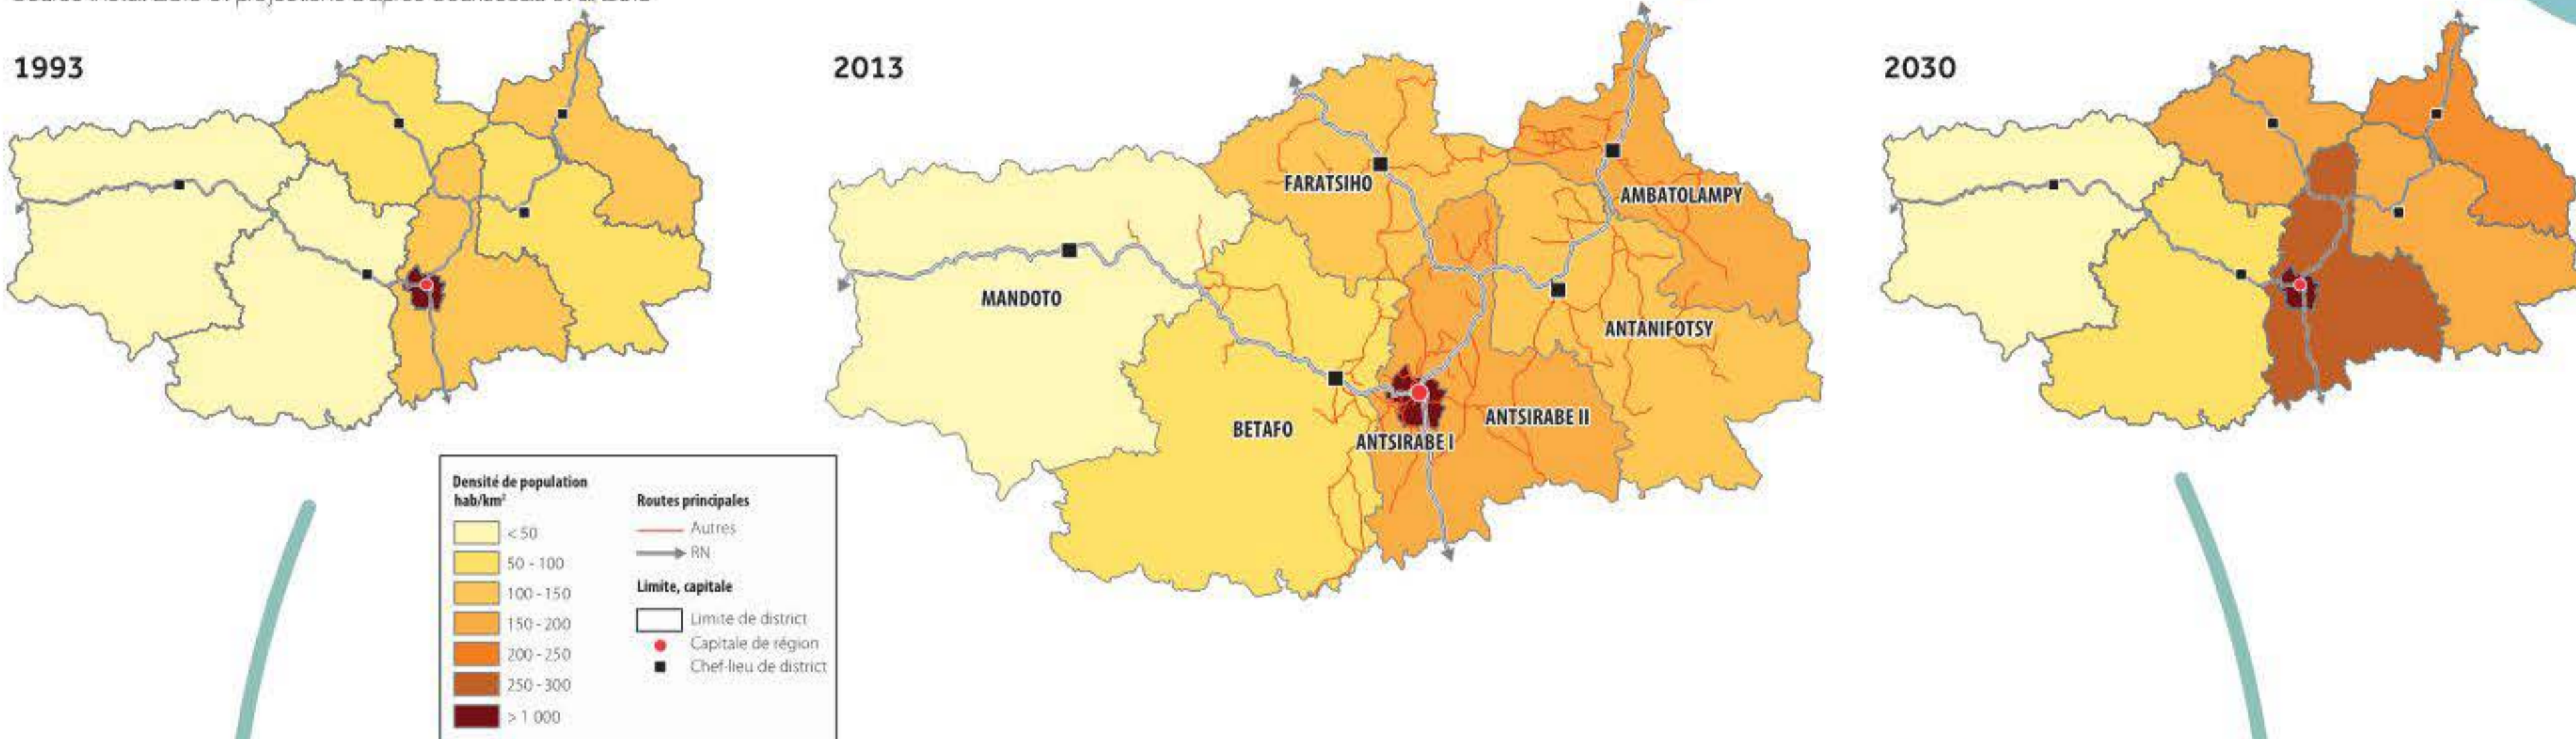 1993
2013
2030
FARATSIHO
AMBATOLAMPY
MANDOTO
ANTANIFOTSY
BETAFO
ANTSIRABE I
ANTSIRABE II
Densité de population
hab/km²
< 50
50 - 100
100 - 150
150 - 200
200 - 250
250 - 300
> 1 000
Routes principales
Autres
RN
Limite, capitale
Limite de district
Capitale de région
Chef-lieu de district